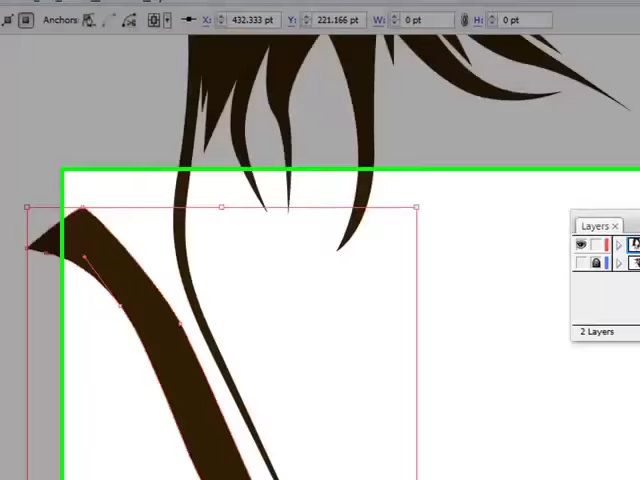 Anchors: X: 432.333 pt Y: 221.166 pt W: 0 pt H: 0 pt
Layers ×
2 Layers